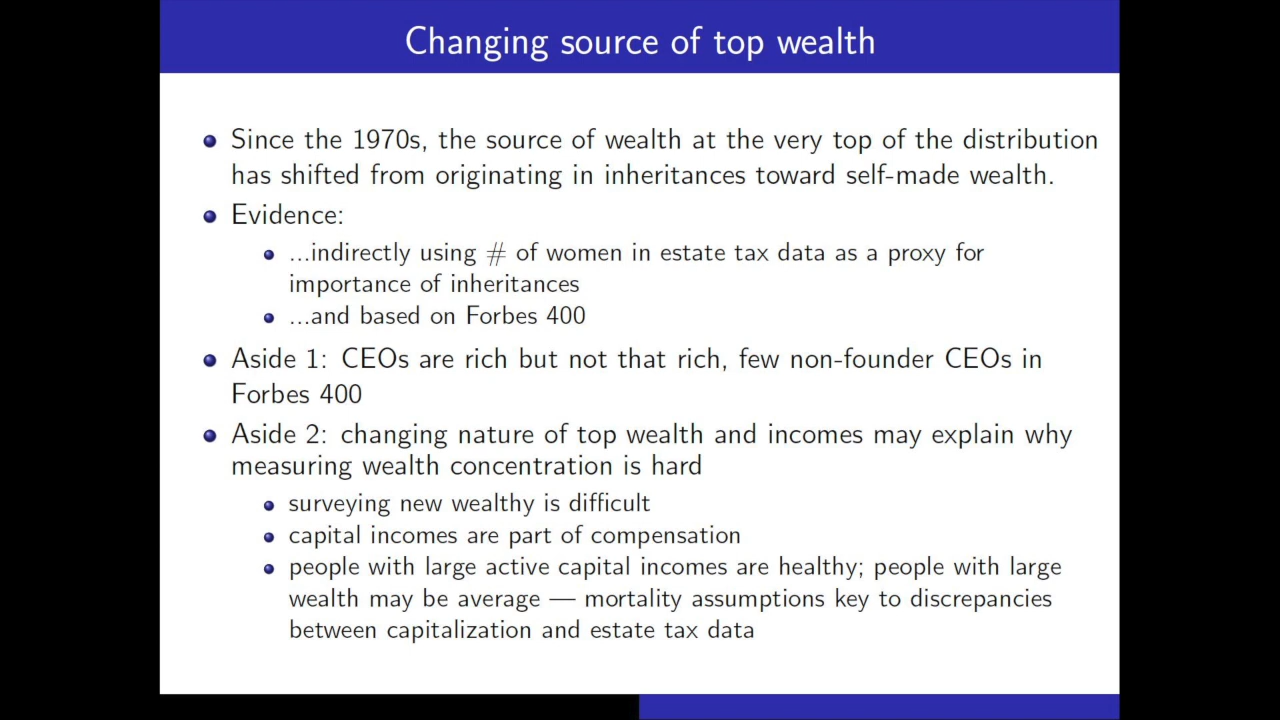 Changing source of top wealth
Since the 1970s, the source of wealth at the very top of the distribution
has shifted from originating in inheritances toward self-made wealth.
Evidence:
...indirectly using # of women in estate tax data as a proxy for
importance of inheritances
...and based on Forbes 400
Aside 1: CEOs are rich but not that rich, few non-founder CEOs in
Forbes 400
Aside 2: changing nature of top wealth and incomes may explain why
measuring wealth concentration is hard
surveying new wealthy is difficult
capital incomes are part of compensation
people with large active capital incomes are healthy; people with large
wealth may be average — mortality assumptions key to discrepancies
between capitalization and estate tax data